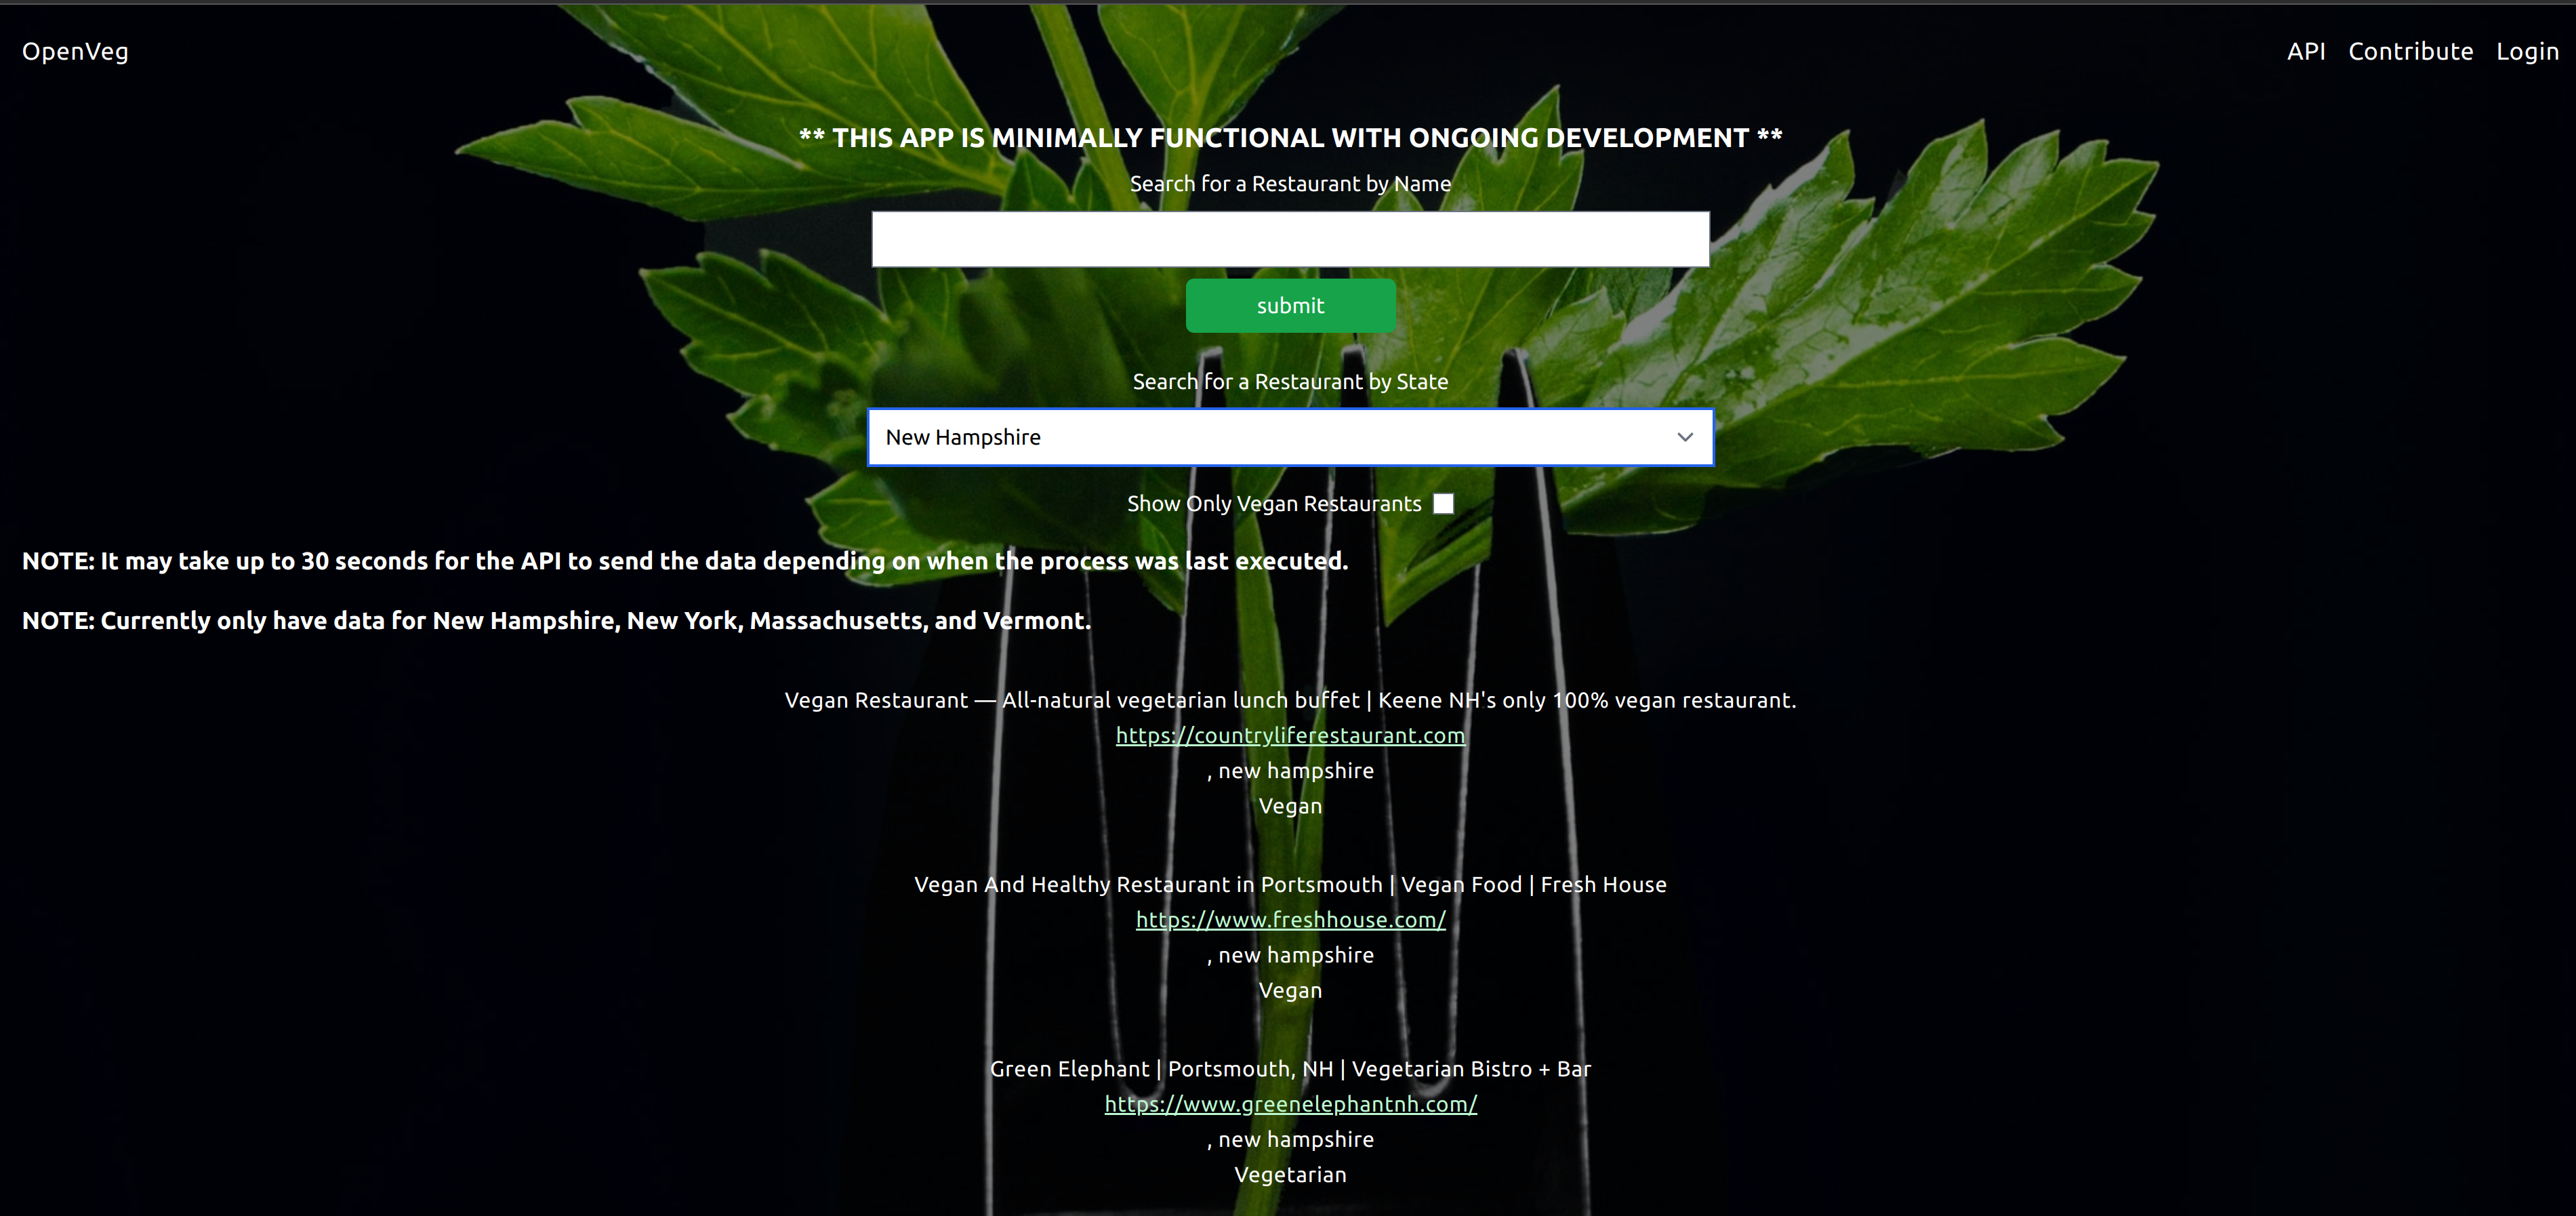 OpenVeg
API Contribute Login
** THIS APP IS MINIMALLY FUNCTIONAL WITH ONGOING DEVELOPMENT **
Search for a Restaurant by Name
submit
Search for a Restaurant by State
New Hampshire
Show Only Vegan Restaurants
NOTE: It may take up to 30 seconds for the API to send the data depending on when the process was last executed.
NOTE: Currently only have data for New Hampshire, New York, Massachusetts, and Vermont.
Vegan Restaurant — All-natural vegetarian lunch buffet | Keene NH's only 100% vegan restaurant.
https://countryliferestaurant.com
, new hampshire
Vegan
Vegan And Healthy Restaurant in Portsmouth | Vegan Food | Fresh House
https://www.freshhouse.com/
, new hampshire
Vegan
Green Elephant | Portsmouth, NH | Vegetarian Bistro + Bar
https://www.greenelephantnh.com/
, new hampshire
Vegetarian